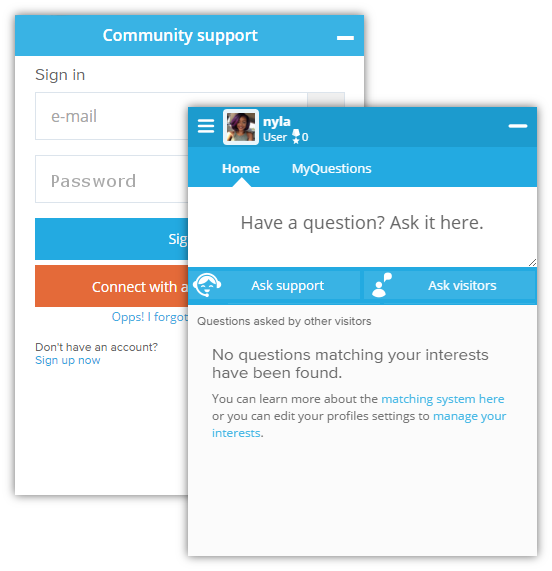 Community support
Sign in
e-mail
Password
Connect with a
Opps! I forgot
Don't have an account?
Sign up now
nyla
User 0
Home MyQuestions
Have a question? Ask it here.
Ask support Ask visitors
Questions asked by other visitors
No questions matching your interests
have been found.
You can learn more about the matching system here
or you can edit your profiles settings to manage your
interests.